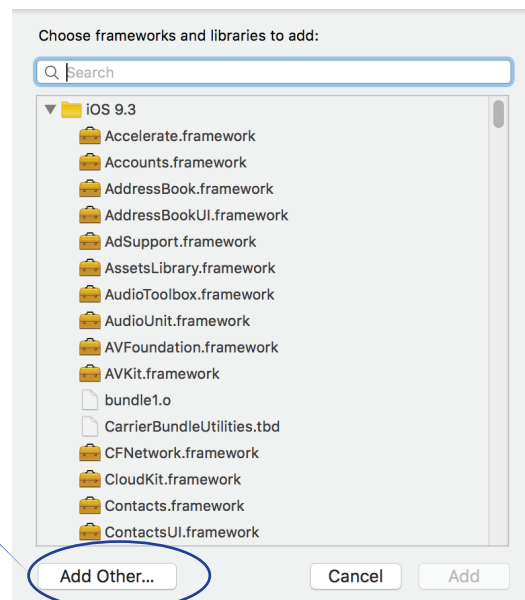 Choose frameworks and libraries to add:
Search
iOS 9.3
Accelerate.framework
Accounts.framework
AddressBook.framework
AddressBookUI.framework
AdSupport.framework
AssetsLibrary.framework
AudioToolbox.framework
AudioUnit.framework
AVFoundation.framework
AVKit.framework
bundle1.o
CarrierBundleUtilities.tbd
CFNetwork.framework
CloudKit.framework
Contacts.framework
ContactsUI.framework
Add Other... Cancel Add